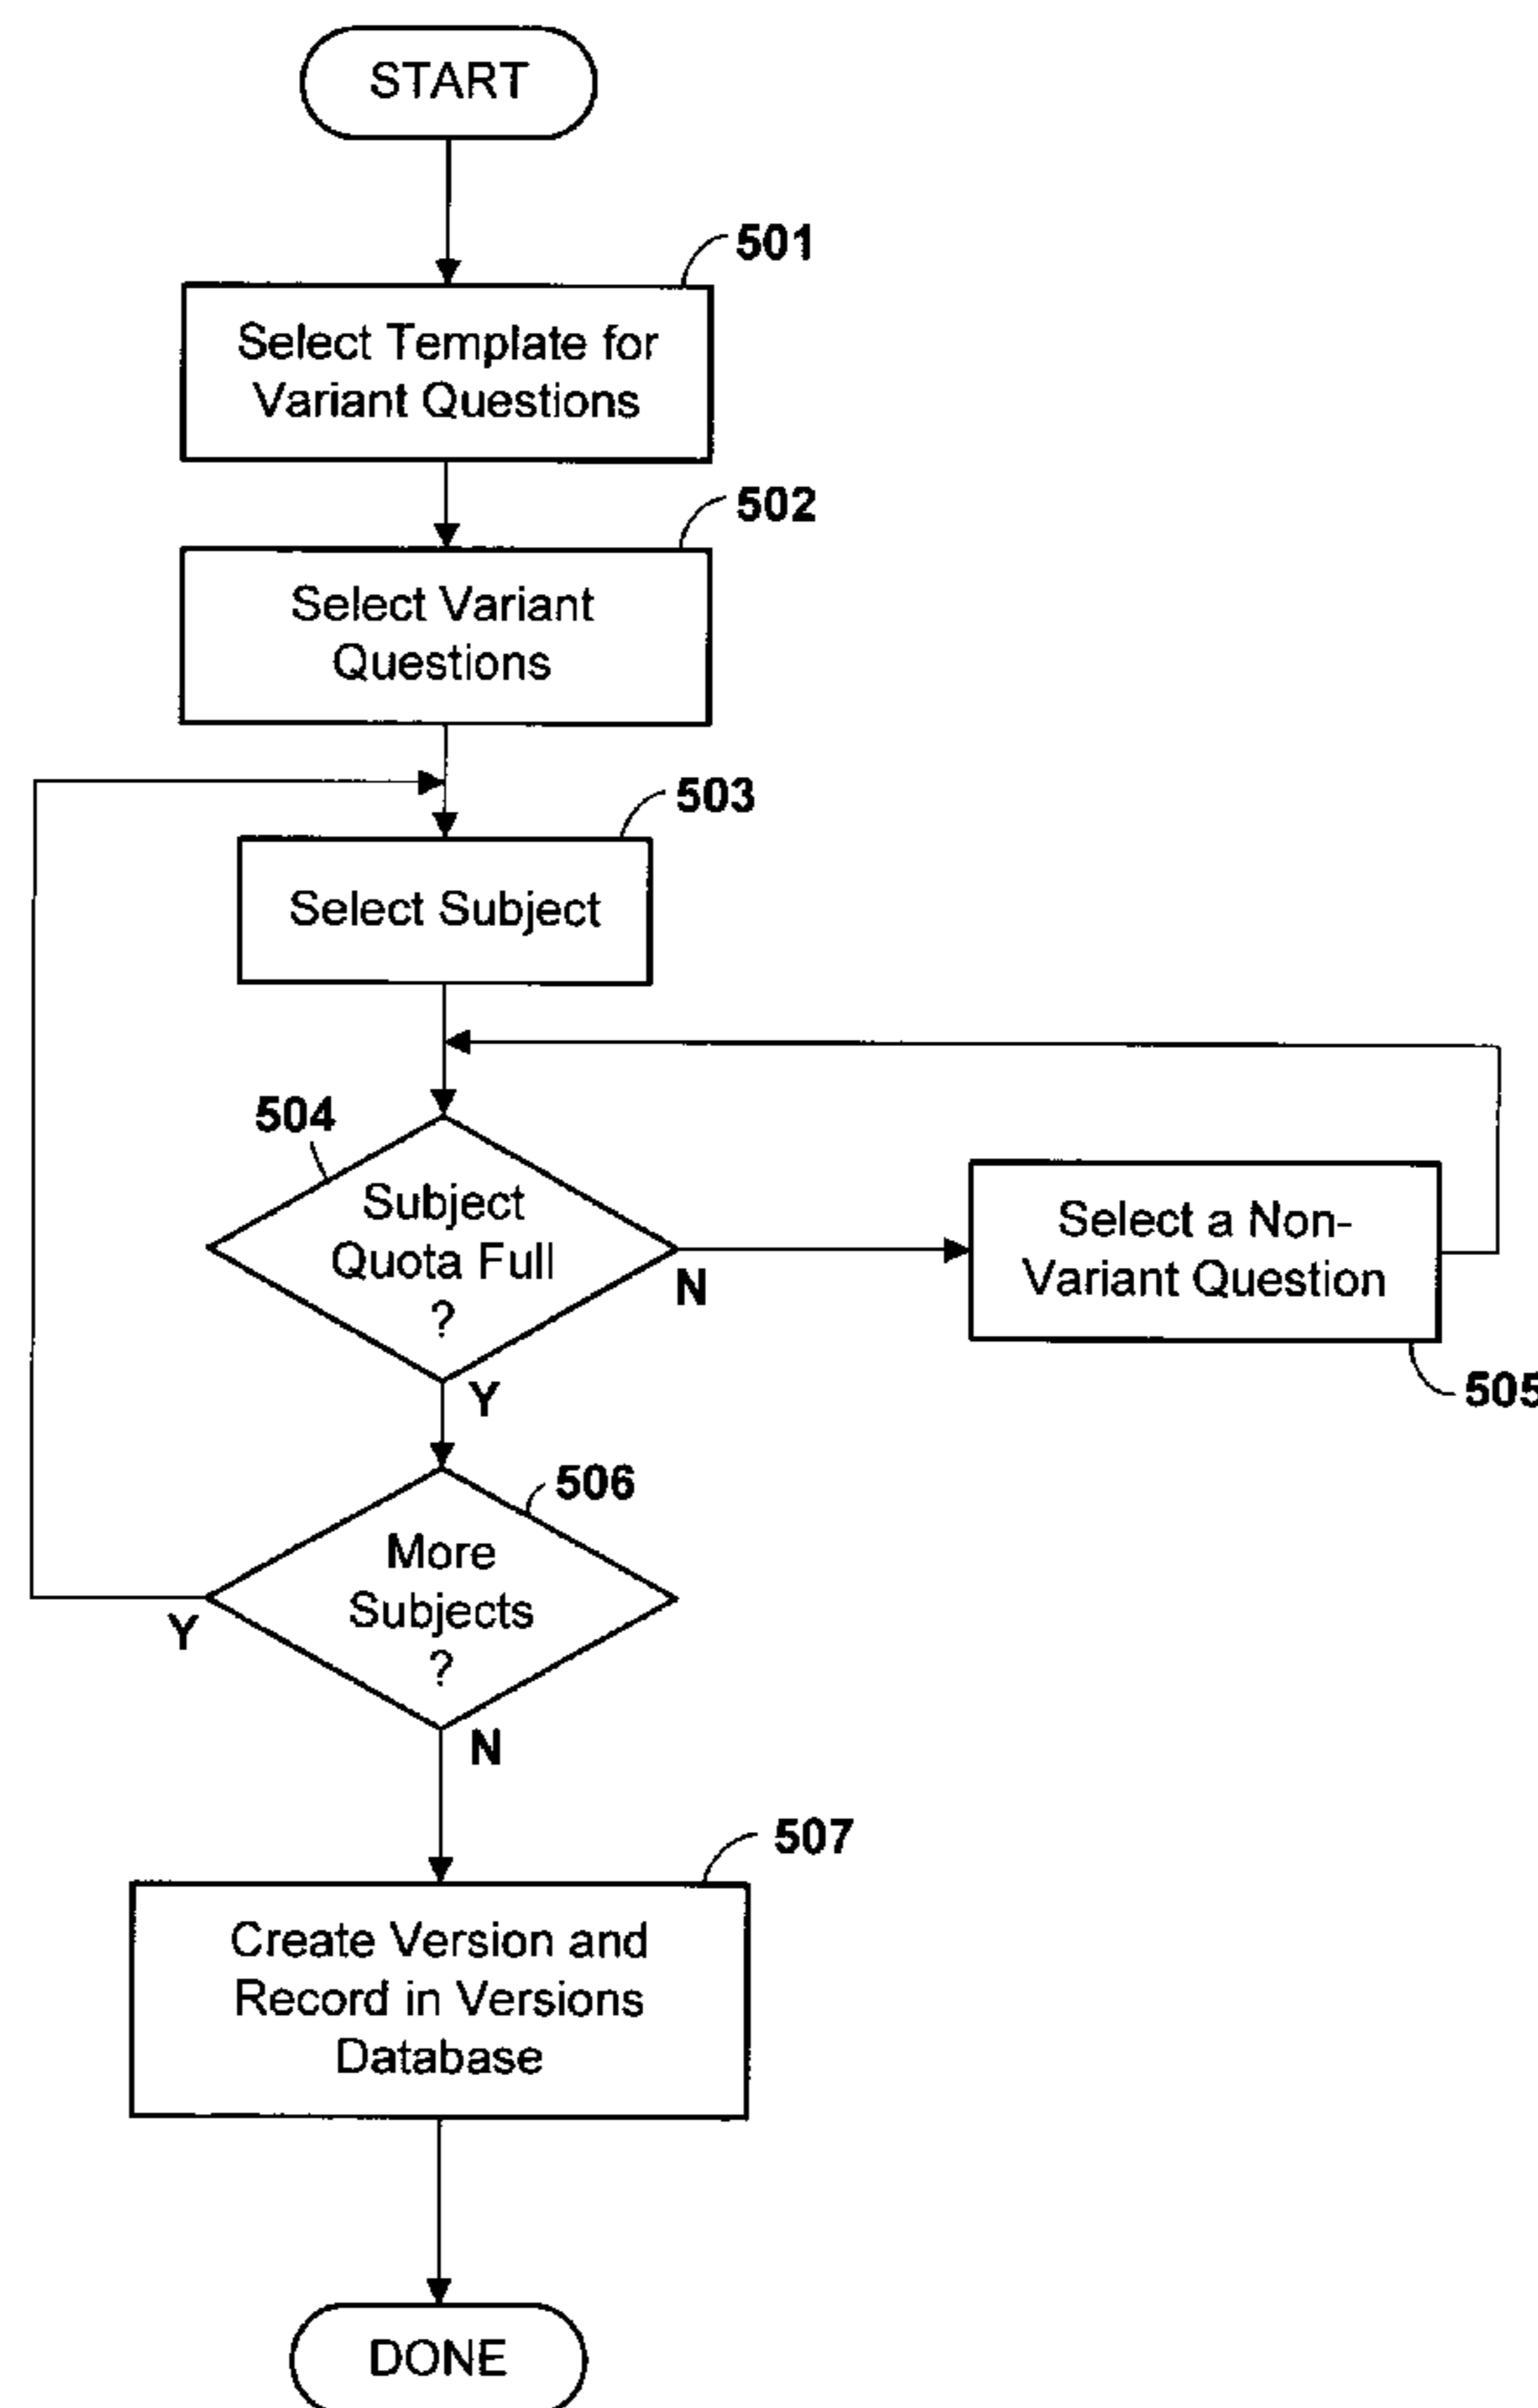 START
501
Select Template for
Variant Questions
502
Select Variant
Questions
503
Select Subject
504
Subject
Quota Full
?
N
Y
Select a Non-
Variant Question
505
506
More
Subjects
?
Y
N
507
Create Version and
Record in Versions
Database
DONE